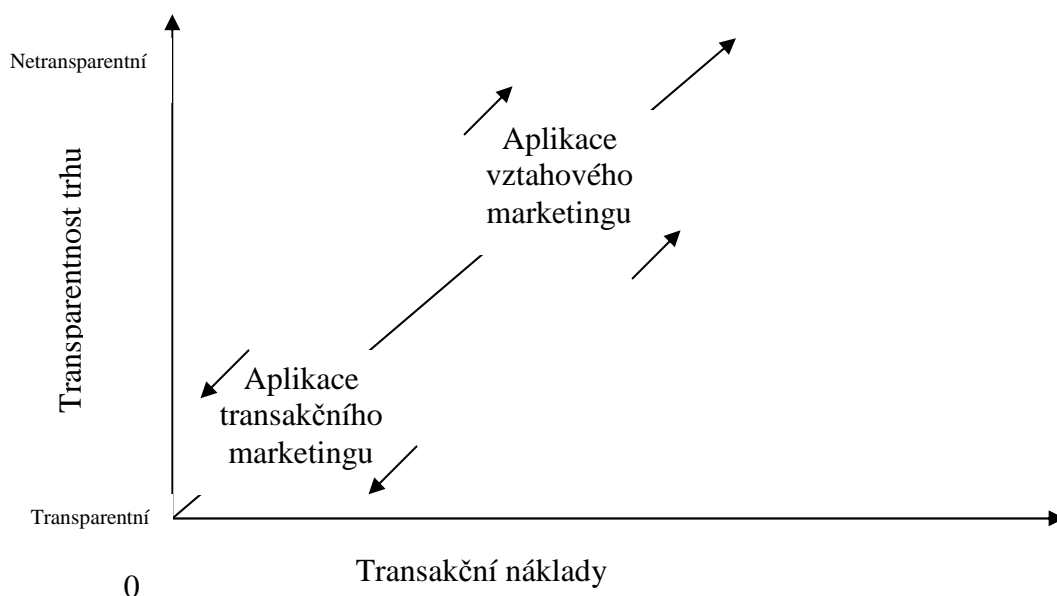 Netransparentní
Transparentnost trhu
Aplikace
vztahového
marketingu
Aplikace
transakčního
marketingu
Transparentní
Transakční náklady
0